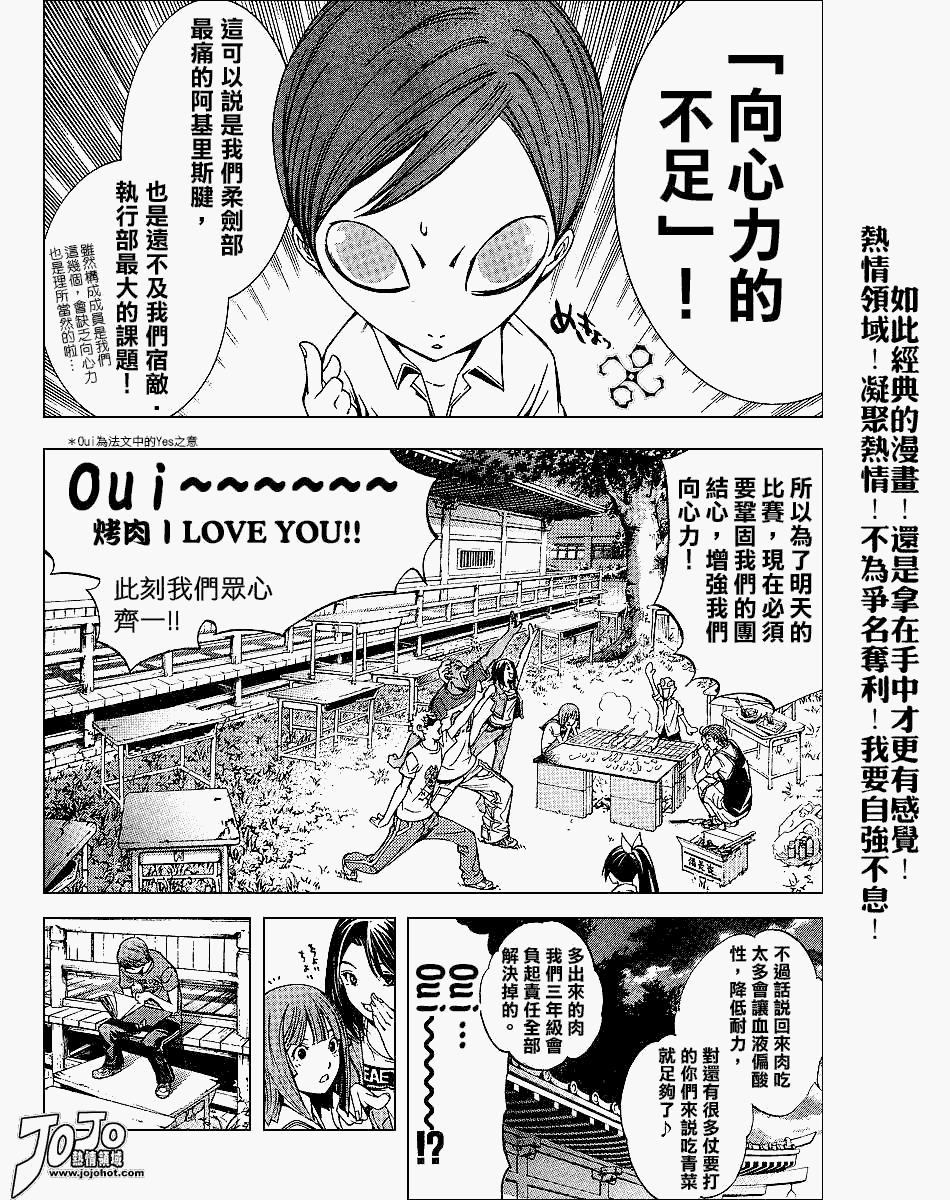 「向心力的
不足」！
這可以說是我們柔劍部
最痛的阿基里斯腱，
也是遠不及我們宿敵．
執行部最大的課題！
雖然構成成員是我們
這幾個，會缺乏向心力
也是理所當然的啦…
めきっ
＊Oui為法文中的Yes之意
所以為了明天的
比賽，現在必須
要鞏固我們的團
結心，增強我們
向心力！
Oui～～～～～～
烤肉 I LOVE YOU!!
此刻我們眾心
齊一!!
不過話說回來肉吃
太多會讓血液偏酸
性，降低耐力，
對還有很多仗要打
的你們來說吃青菜
就足夠了♪
多出來的肉
我們三年級會
負起責任全部
解決掉的。
Oui…
Oui～～～～!?
如此經典的漫畫！還是拿在手中才更有感覺！
熱情領域！凝聚熱情！不為爭名奪利！我要自強不息！
JOJO
熱情領域
www.jojohot.com